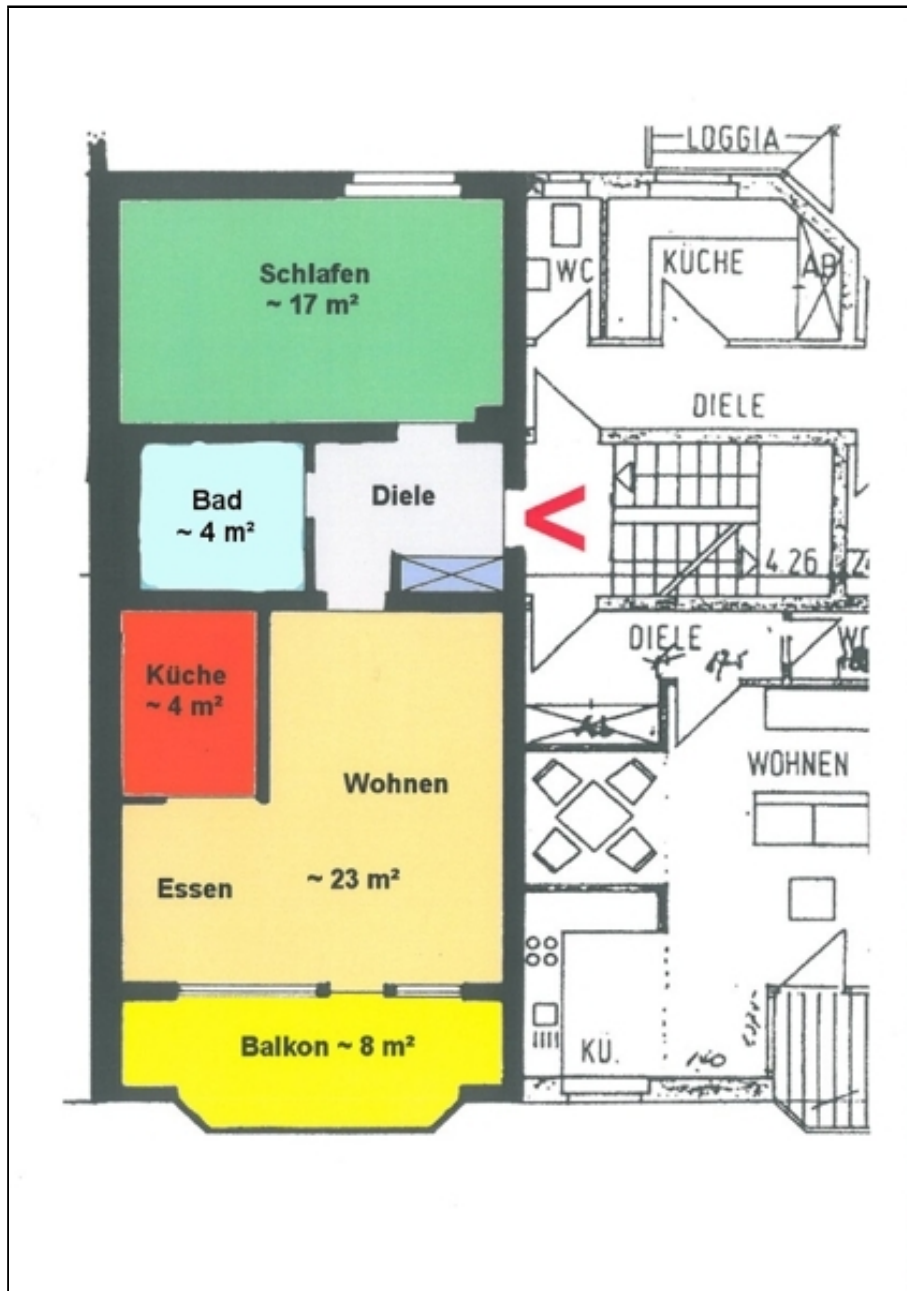 LOGGIA
Schlafen
~ 17 m²
WC
KÜCHE
AB
DIELE
Bad
~ 4 m²
Diele
<
4.26
DIELE
Küche
~ 4 m²
WOHNEN
Wohnen
Essen
~ 23 m²
Balkon ~ 8 m²
KÜ.